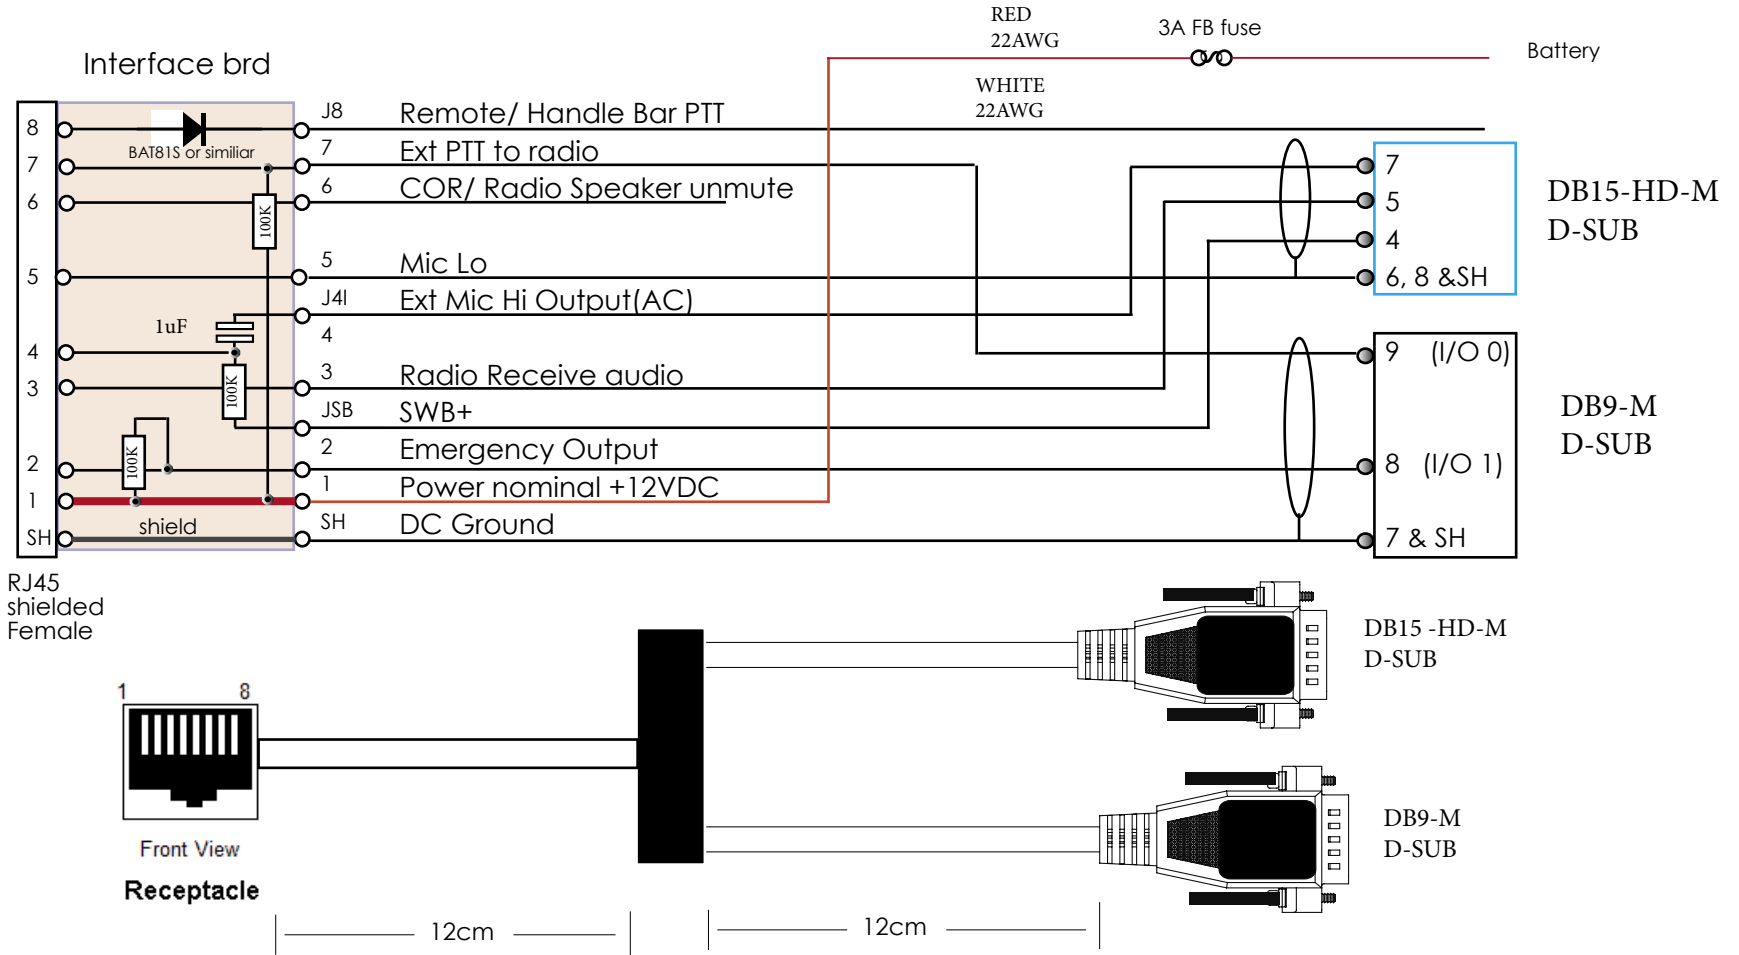 RED
22AWG
3A FB fuse
Battery
Interface brd
WHITE
22AWG
8
BAT81S or similiar
J8
Remote/ Handle Bar PTT
7
7
Ext PTT to radio
6
100K
6
COR/ Radio Speaker unmute
5
5
Mic Lo
J4I
Ext Mic Hi Output(AC)
1uF
4
4
3
100K
3
Radio Receive audio
JSB
SWB+
2
100K
2
Emergency Output
1
1
Power nominal +12VDC
SH
shield
SH
DC Ground
7
5
4
6, 8 &SH
DB15-HD-M
D-SUB
9 (I/O 0)
8 (I/O 1)
7 & SH
DB9-M
D-SUB
RJ45
shielded
Female
1 8
Front View
Receptacle
DB15 -HD-M
D-SUB
DB9-M
D-SUB
12cm
12cm